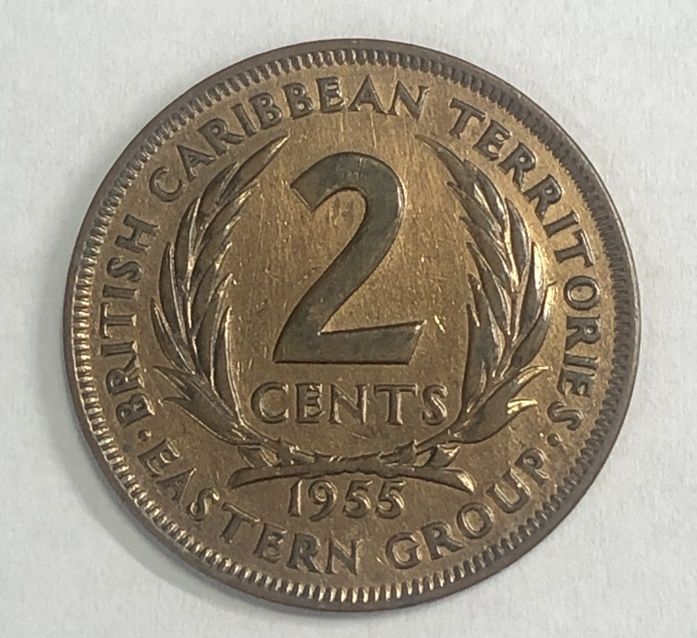 BRITISH CARIBBEAN TERRITORIES
2
CENTS
1955
· EASTERN GROUP ·